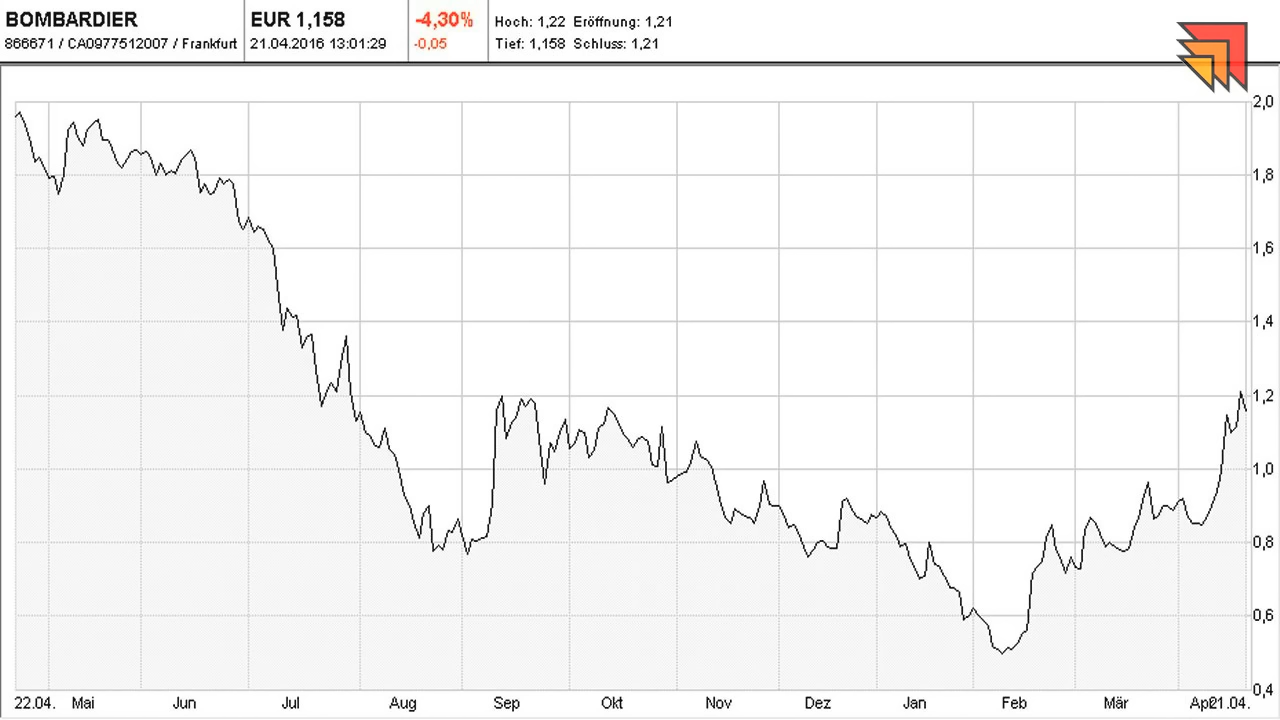 BOMBARDIER
866671 / CA0977512007 / Frankfurt
EUR 1,158
21.04.2016 13:01:29
-4,30%
-0,05
Hoch: 1,22 Eröffnung: 1,21
Tief: 1,158 Schluss: 1,21
2,0
1,8
1,6
1,4
1,2
1,0
0,8
0,6
0,4
22.04. Mai Jun Jul Aug Sep Okt Nov Dez Jan Feb Mär Apr 21.04.